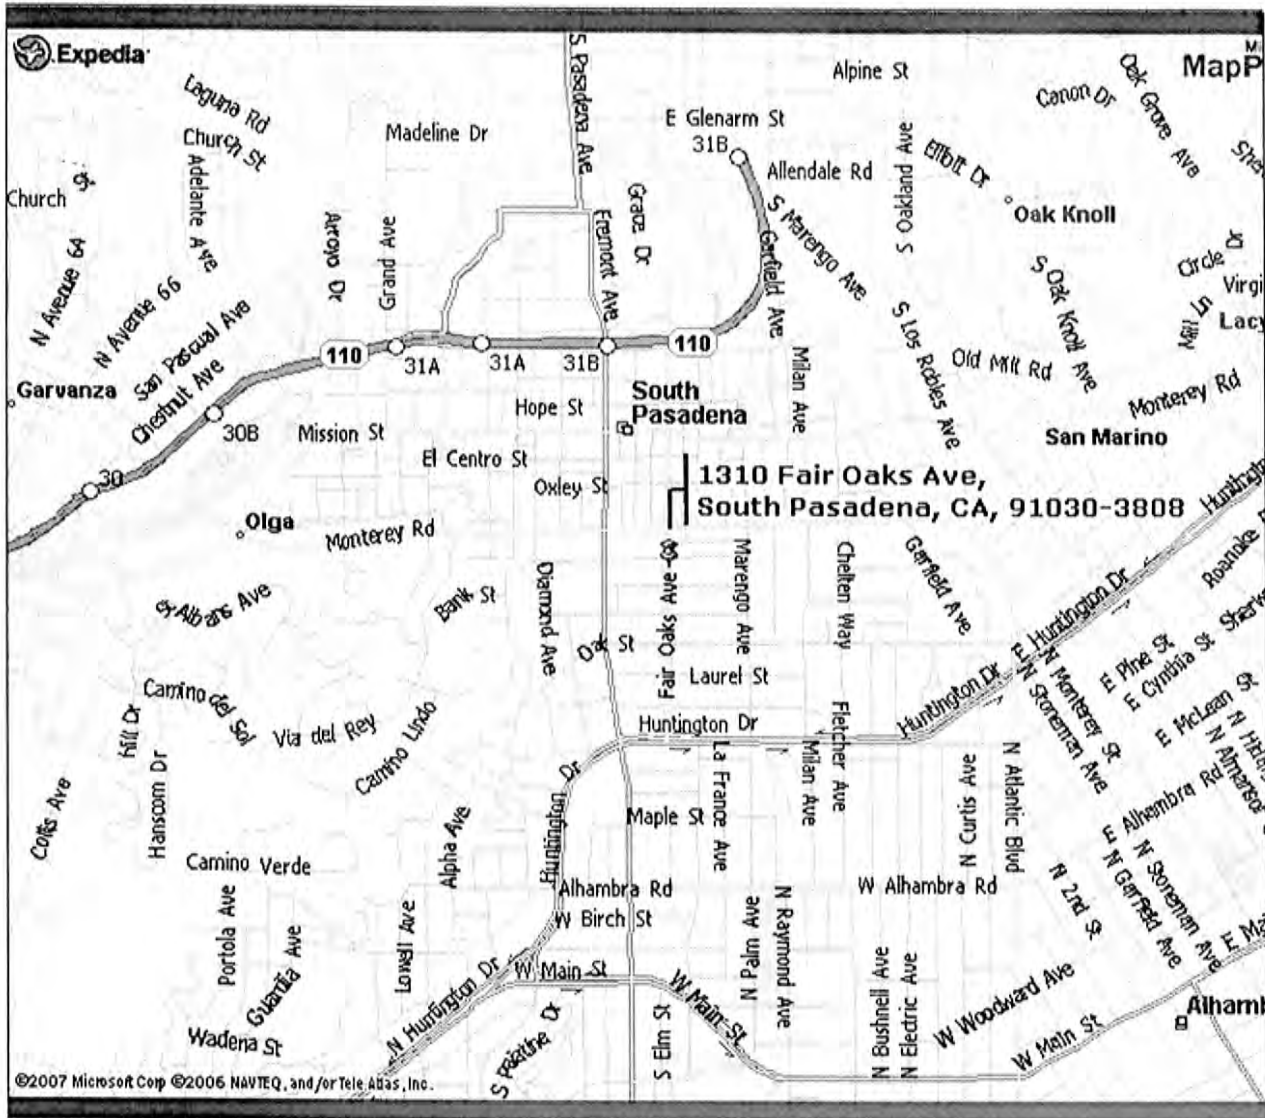 Expedia
S Pasadena Ave
Alpine St
MapP
Laguna Rd
Church St
Madeline Dr
E Glenarm St
31B
Canon Dr
Oak Grove Ave
Adelante Ave
Allendale Rd
S Oakland Ave
Elliott Dr
Church St
Oak Knoll
Arroyo Dr
Grand Ave
Fremont Ave
Grace Dr
S Marengo Ave
Garfield Ave
N Avenue 64
N Avenue 66
San Pascual Ave
Chestnut Ave
S Oak Knoll Ave
Circle Dr
Virgi
Mill Ln
Lacy
110
31A
31A
31B
110
S Los Robles Ave
Old Mill Rd
Milan Ave
Garvanza
South
Pasadena
Monterey Rd
Hope St
30B
Mission St
San Marino
El Centro St
30
Oxley St
1310 Fair Oaks Ave,
South Pasadena, CA, 91030-3808
Huntingt
Olga
Monterey Rd
Fair Oaks Ave
Marengo Ave
Chelten Way
Garfield Ave
Roanoke
Bank St
Diamond Ave
E Huntington Dr
Oak St
Laurel St
E Pine St
E Cynthia St
Sherw
Camino del Sol
Via del Rey
Camino Lindo
Huntington Dr
Huntington Dr
N Stoneman Ave
N Monterey St
E McLean
Hill Dr
Hanscom Dr
Collis Ave
Huntington Dr
La France Ave
Milan Ave
Fletcher Ave
N Curtis Ave
N Atlantic Blvd
Maple St
E Alhambra Rd
N Almansor
Alpha Ave
Camino Verde
Alhambra Rd
W Alhambra Rd
N 2nd St
N Garfield Ave
N Stoneman Ave
Portola Ave
Guardia Ave
Lowell Ave
W Birch St
N Palm Ave
N Raymond Ave
E Ma
N Huntington Dr
W Main St
W Main St
N Bushnell Ave
N Electric Ave
W Woodward Ave
W Main St
Alhamb
Wadena St
S Elm St
©2007 Microsoft Corp ©2006 NAVTEQ, and/or Tele Atlas, Inc.